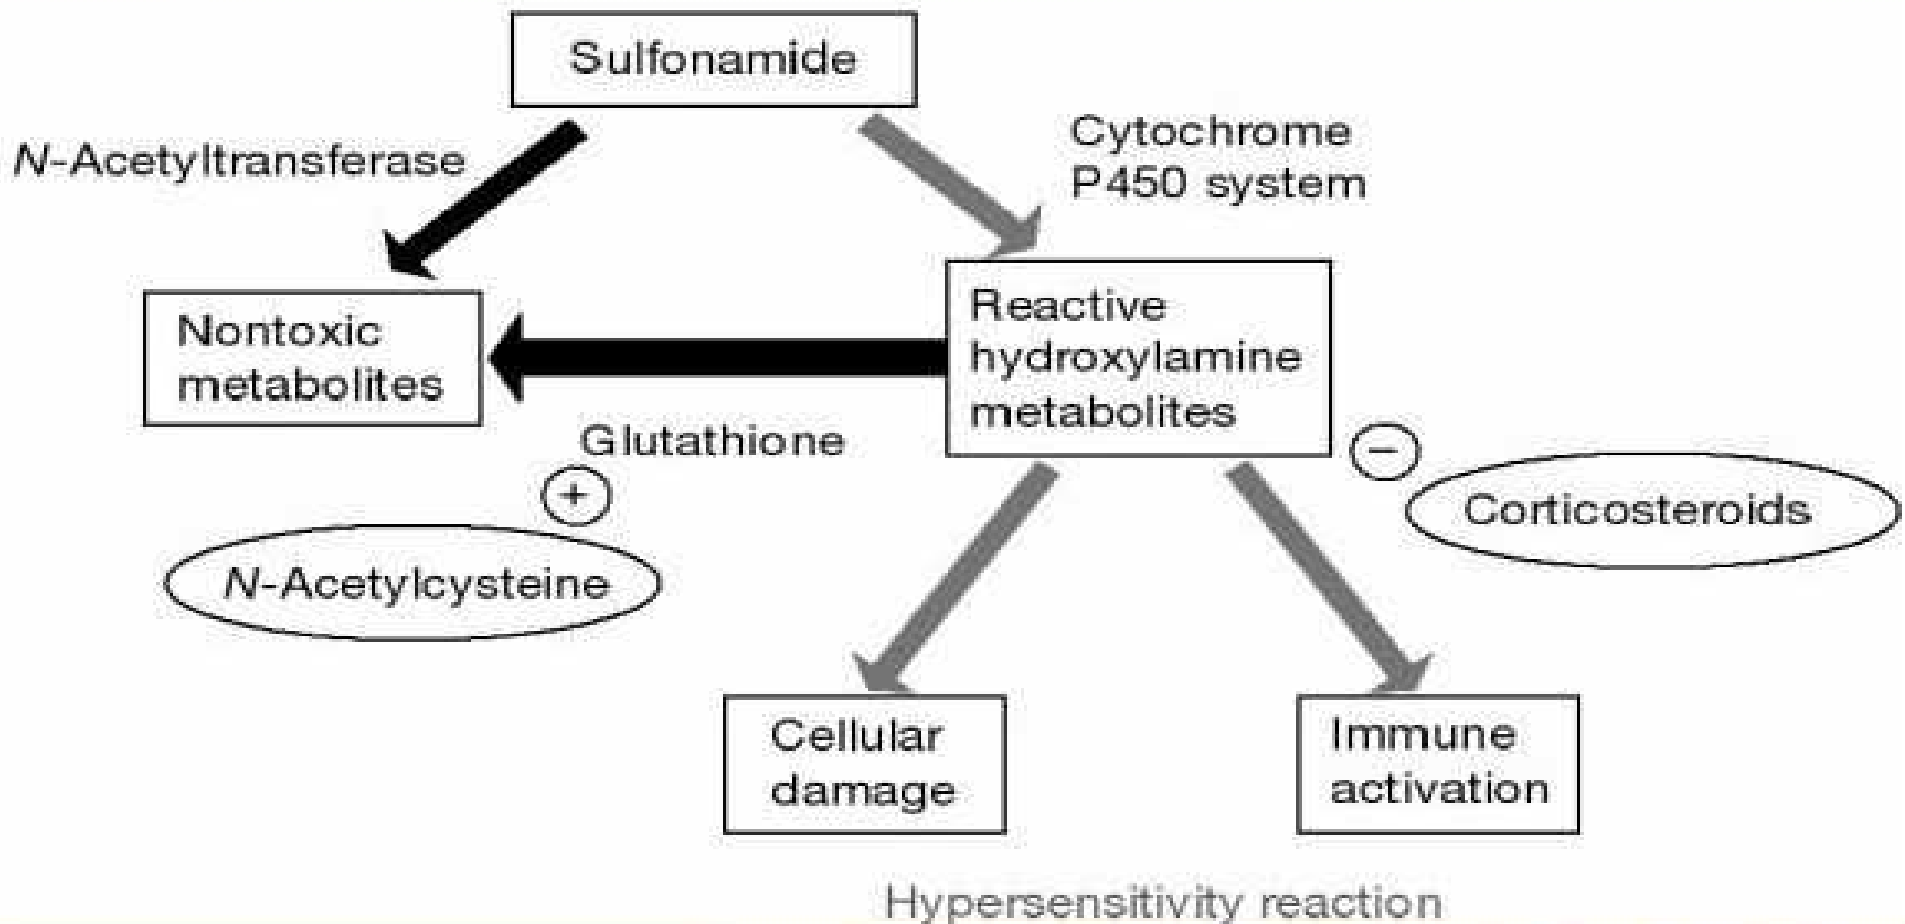 Sulfonamide
N-Acetyltransferase
Cytochrome
P450 system
Nontoxic
metabolites
Reactive
hydroxylamine
metabolites
Glutathione
+
−
Corticosteroids
N-Acetylcysteine
Cellular
damage
Immune
activation
Hypersensitivity reaction